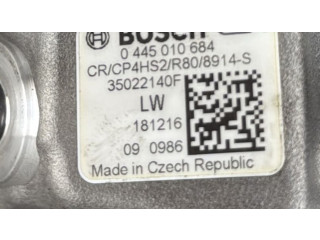 BOSCH
0 445 010 684
CR/CP4HS2/R80/8914-S
35022140F
LW
181216
09 0986
Made in Czech Republic